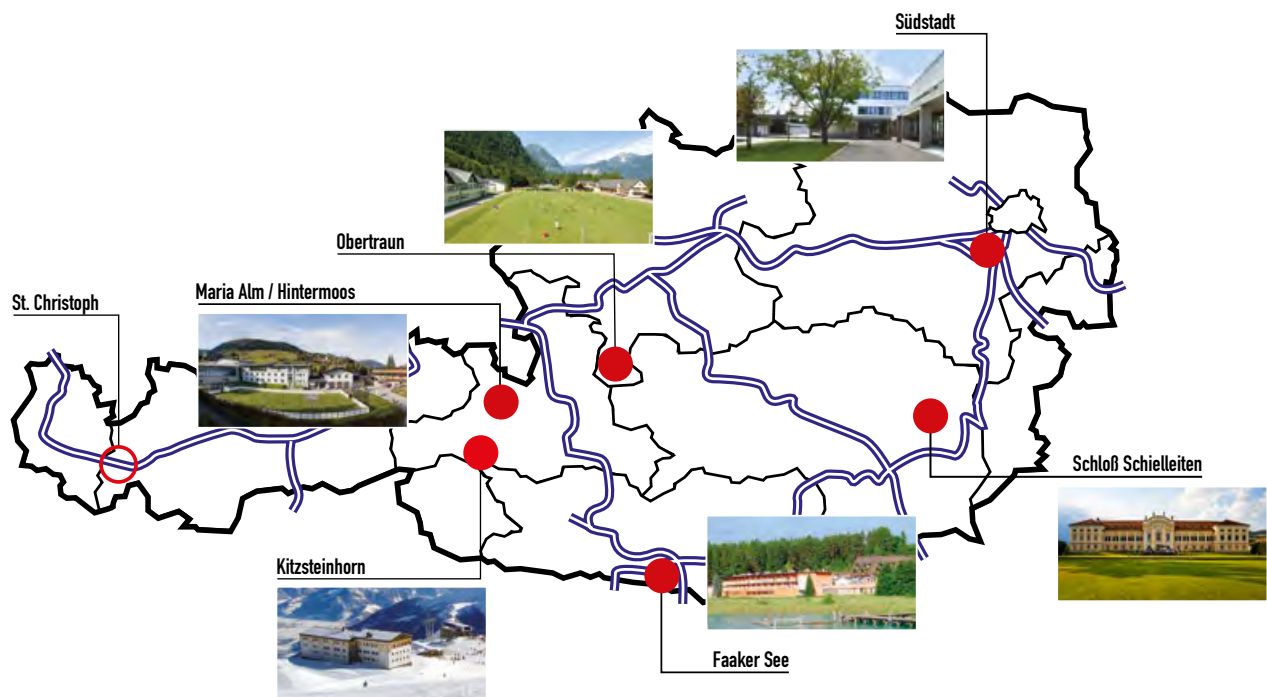 Südstadt
Obertraun
Maria Alm / Hintermoos
St. Christoph
Schloß Schielleiten
Kitzsteinhorn
Faaker See